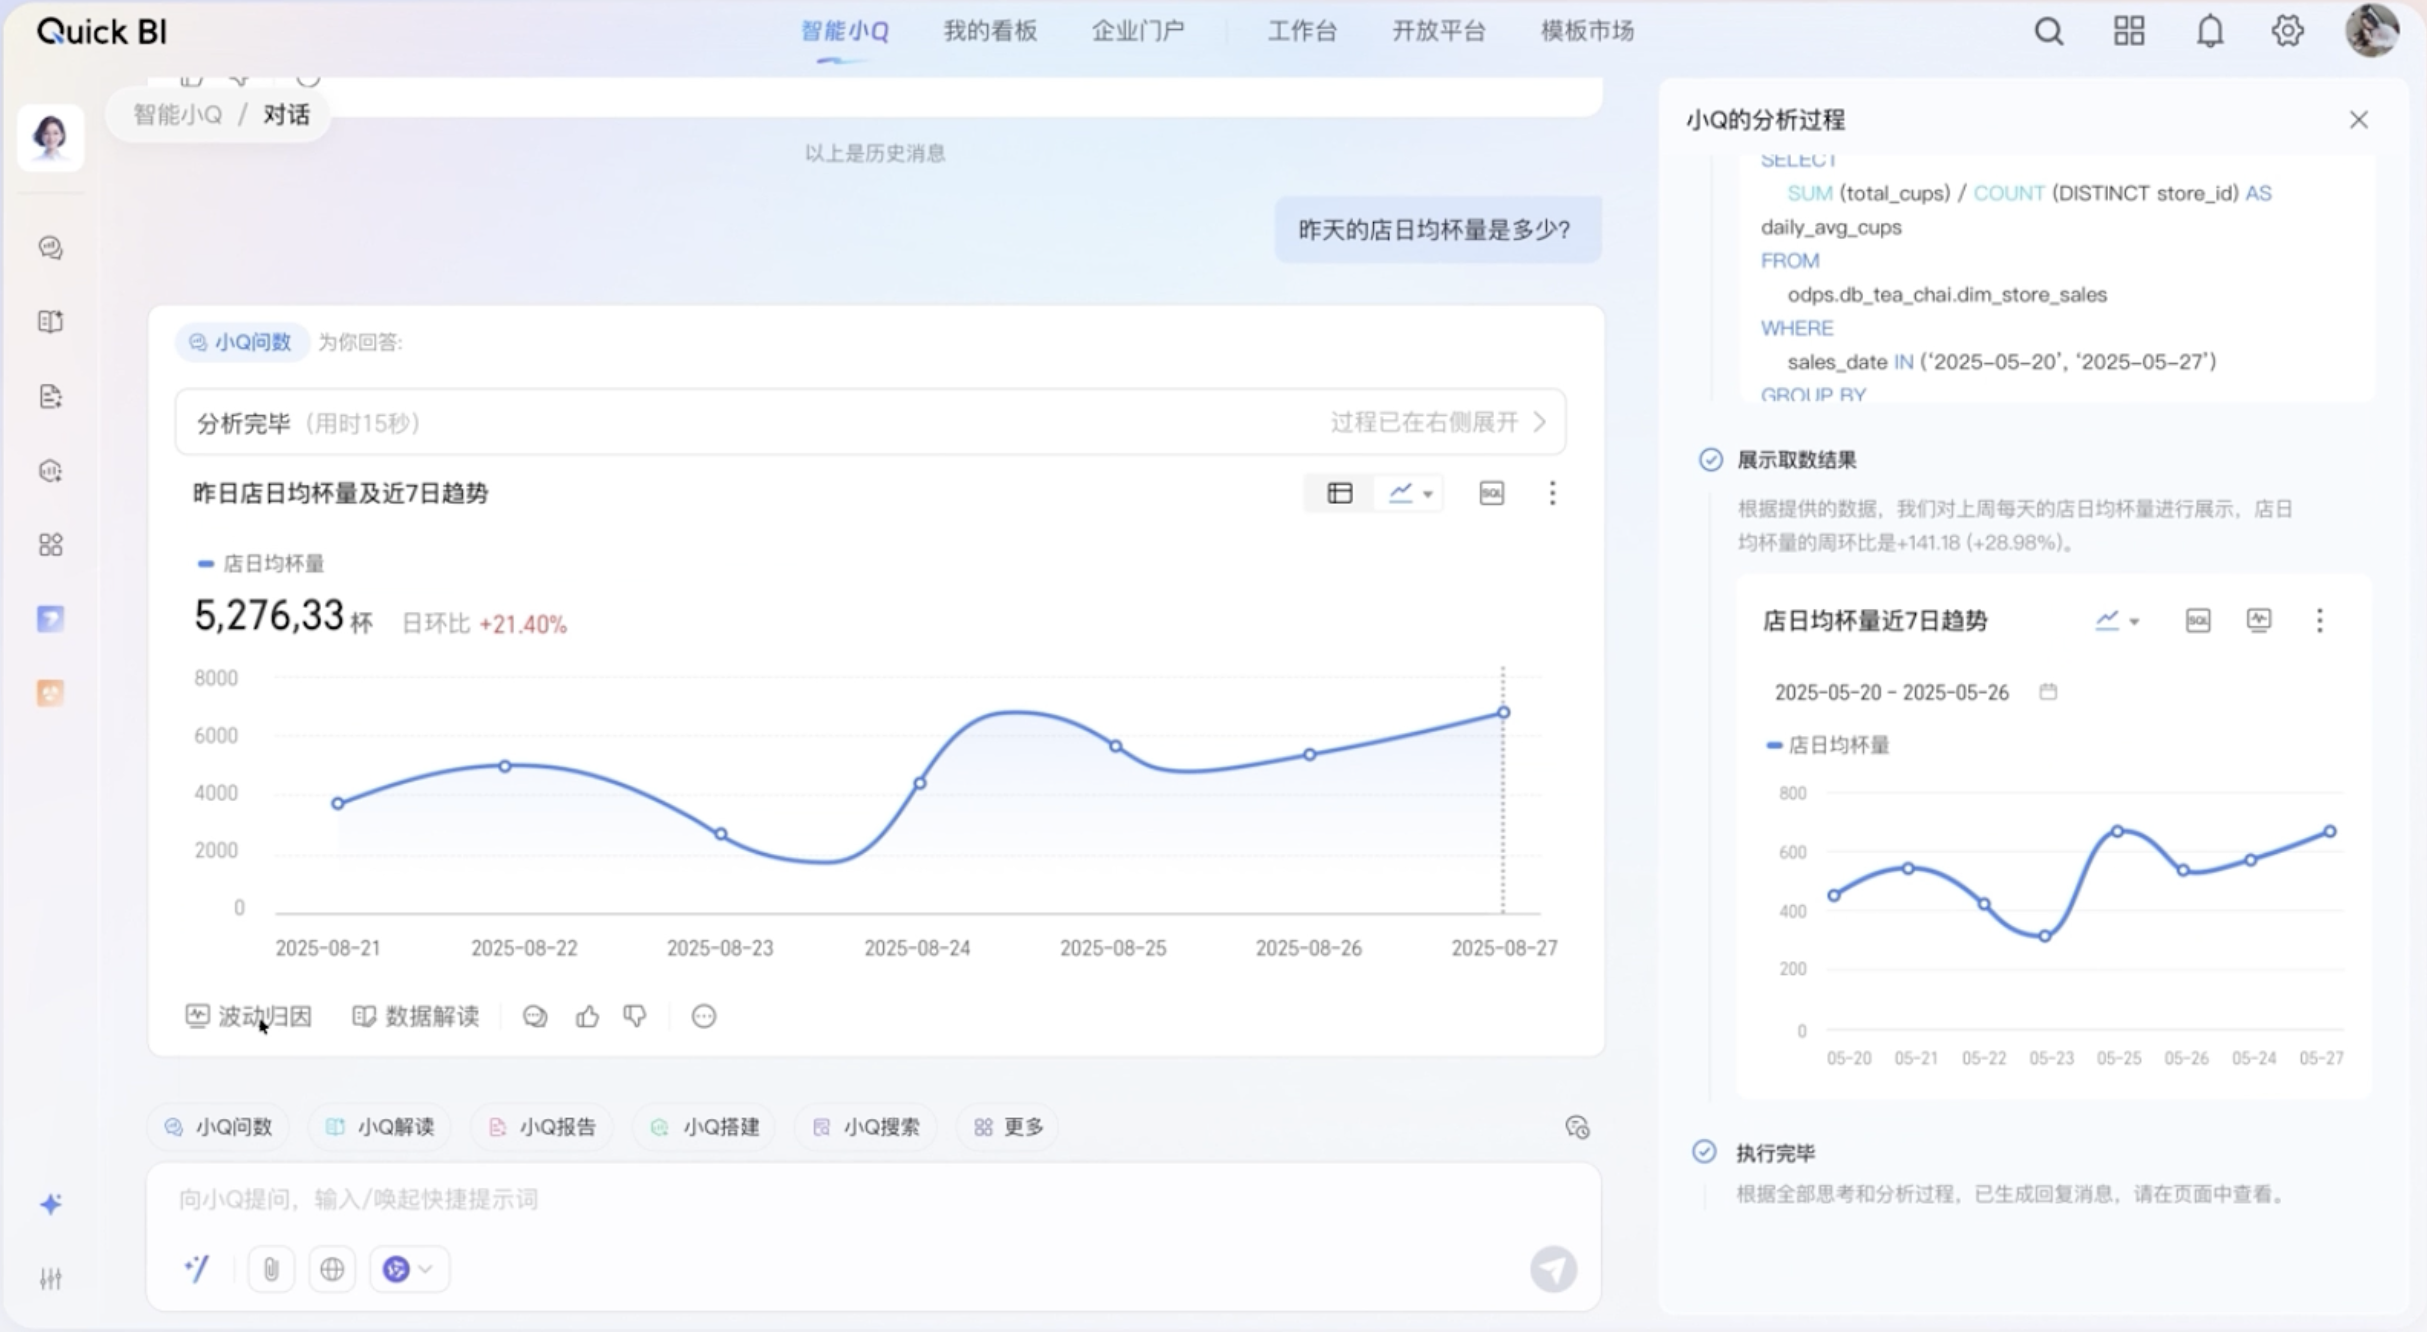 Quick BI
智能小Q
我的看板
企业门户
工作台
开放平台
模板市场
智能小Q / 对话
以上是历史消息
昨天的店日均杯量是多少?
小Q问数 为你回答:
分析完毕（用时15秒）
过程已在右侧展开
昨日店日均杯量及近7日趋势
SQL
店日均杯量
5,276,33 杯 日环比 +21.40%
8000
6000
4000
2000
0
2025-08-21 2025-08-22 2025-08-23 2025-08-24 2025-08-25 2025-08-26 2025-08-27
波动归因
数据解读
小Q问数
小Q解读
小Q报告
小Q搭建
小Q搜索
更多
向小Q提问，输入/唤起快捷提示词
小Q的分析过程
SELECT
SUM (total_cups) / COUNT (DISTINCT store_id) AS
daily_avg_cups
FROM
odps.db_tea_chai.dim_store_sales
WHERE
sales_date IN (‘2025-05-20’, ‘2025-05-27’)
GROUP BY
展示取数结果
根据提供的数据，我们对上周每天的店日均杯量进行展示，店日
均杯量的周环比是+141.18 (+28.98%)。
店日均杯量近7日趋势
SQL
2025-05-20 - 2025-05-26
店日均杯量
800
600
400
200
0
05-20 05-21 05-22 05-23 05-25 05-26 05-24 05-27
执行完毕
根据全部思考和分析过程，已生成回复消息，请在页面中查看。